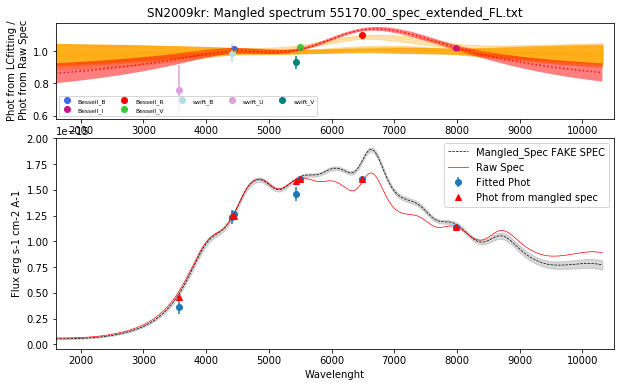 SN2009kr: Mangled spectrum 55170.00_spec_extended_FL.txt
Phot from LCfitting /
Phot from Raw Spec
1.0
0.8
0.6
Bessell_B
Bessell_I
Bessell_R
Bessell_V
swift_B
swift_U
swift_V
2000 3000 4000 5000 6000 7000 8000 9000 10000
Flux erg s-1 cm-2 A-1
2.00
1.75
1.50
1.25
1.00
0.75
0.50
0.25
0.00
Mangled_Spec FAKE SPEC
Raw Spec
Fitted Phot
Phot from mangled spec
2000 3000 4000 5000 6000 7000 8000 9000 10000
Wavelenght